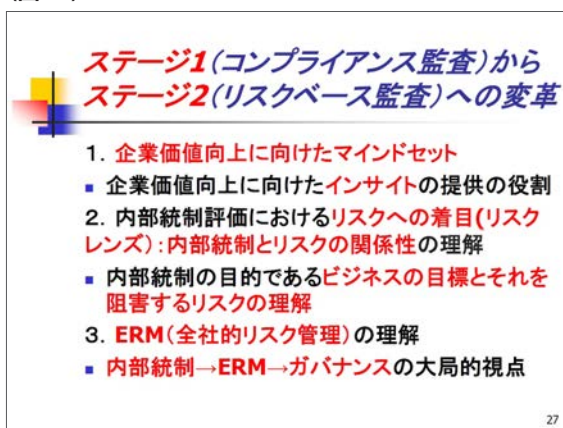 ステージ1(コンプライアンス監査)から
ステージ2(リスクベース監査)への変革
1. 企業価値向上に向けたマインドセット
■ 企業価値向上に向けたインサイトの提供の役割
2. 内部統制評価におけるリスクへの着目(リスク
レンズ):内部統制とリスクの関係性の理解
■ 内部統制の目的であるビジネスの目標とそれを
阻害するリスクの理解
3. ERM(全社的リスク管理)の理解
■ 内部統制→ERM→ガバナンスの大局的視点
27